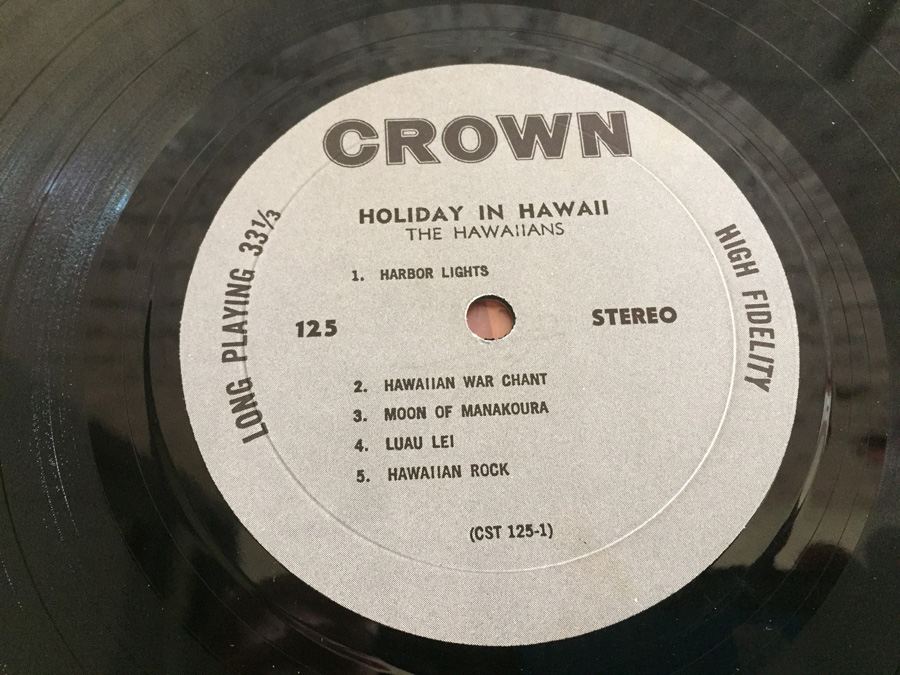 CROWN
HOLIDAY IN HAWAII
THE HAWAIIANS
1. HARBOR LIGHTS
LONG PLAYING 33⅓
HIGH FIDELITY
125
STEREO
2. HAWAIIAN WAR CHANT
3. MOON OF MANAKOURA
4. LUAU LEI
5. HAWAIIAN ROCK
(CST 125-1)